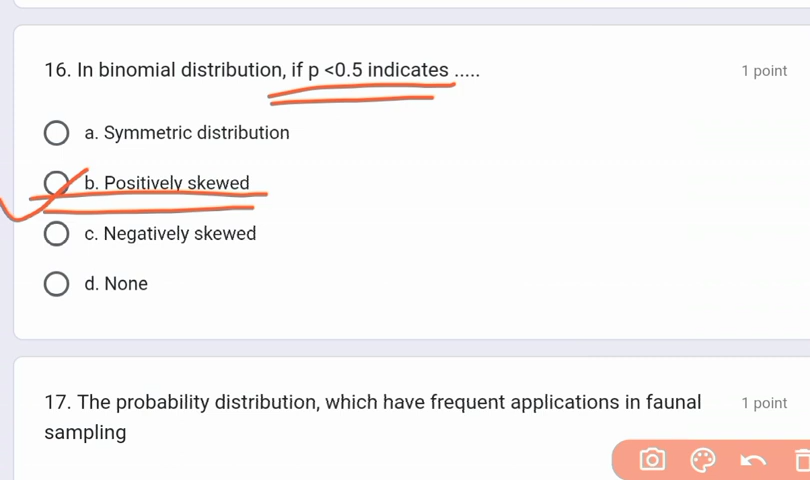 16. In binomial distribution, if p <0.5 indicates .....
1 point
a. Symmetric distribution
b. Positively skewed
c. Negatively skewed
d. None
17. The probability distribution, which have frequent applications in faunal
sampling
1 point